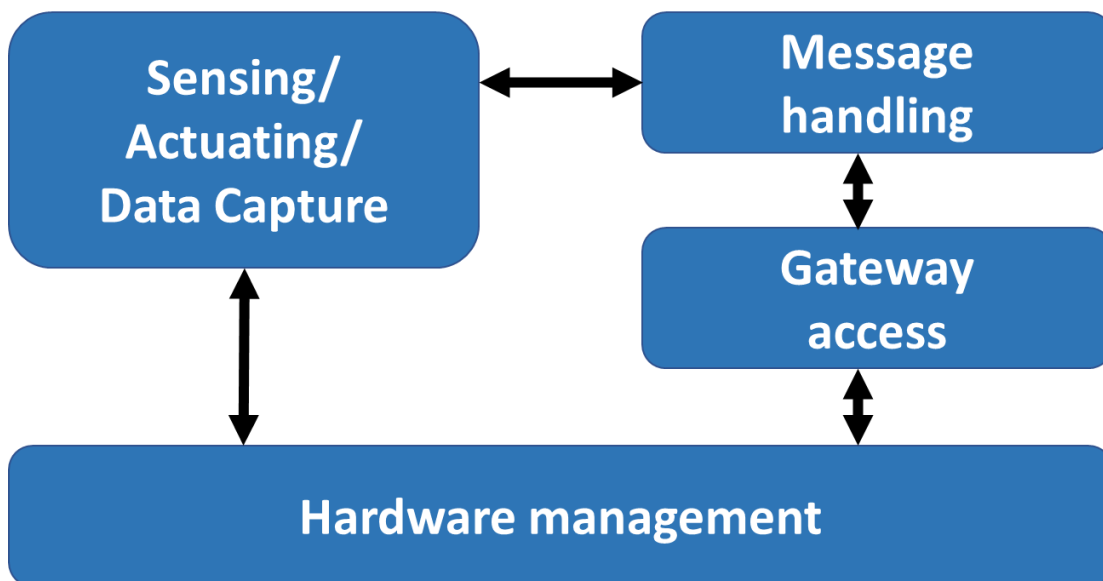 Sensing/
Actuating/
Data Capture
Message
handling
Gateway
access
Hardware management